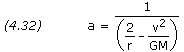 (4.32) a = 1 / (2/r - v²/GM)